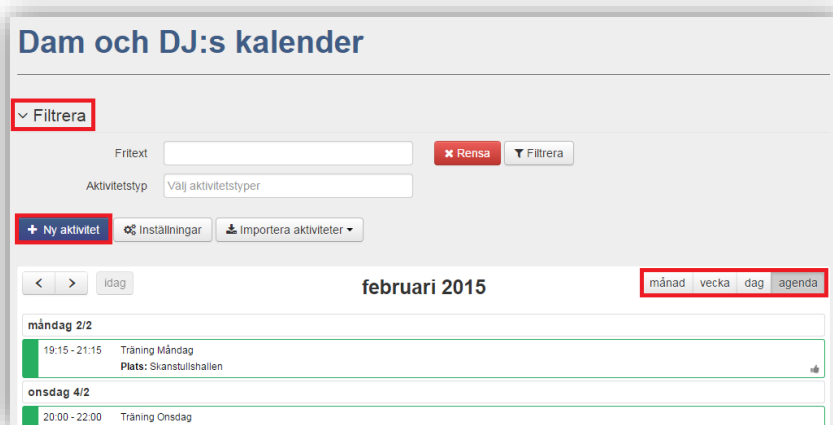 Dam och DJ:s kalender
Filtrera
Fritext
Rensa Filtrera
Aktivitetstyp Välj aktivitetstyper
Ny aktivitet Inställningar Importera aktiviteter
idag februari 2015 månad vecka dag agenda
måndag 2/2
19:15 - 21:15 Träning Måndag
Plats: Skanstullshallen
onsdag 4/2
20:00 - 22:00 Träning Onsdag